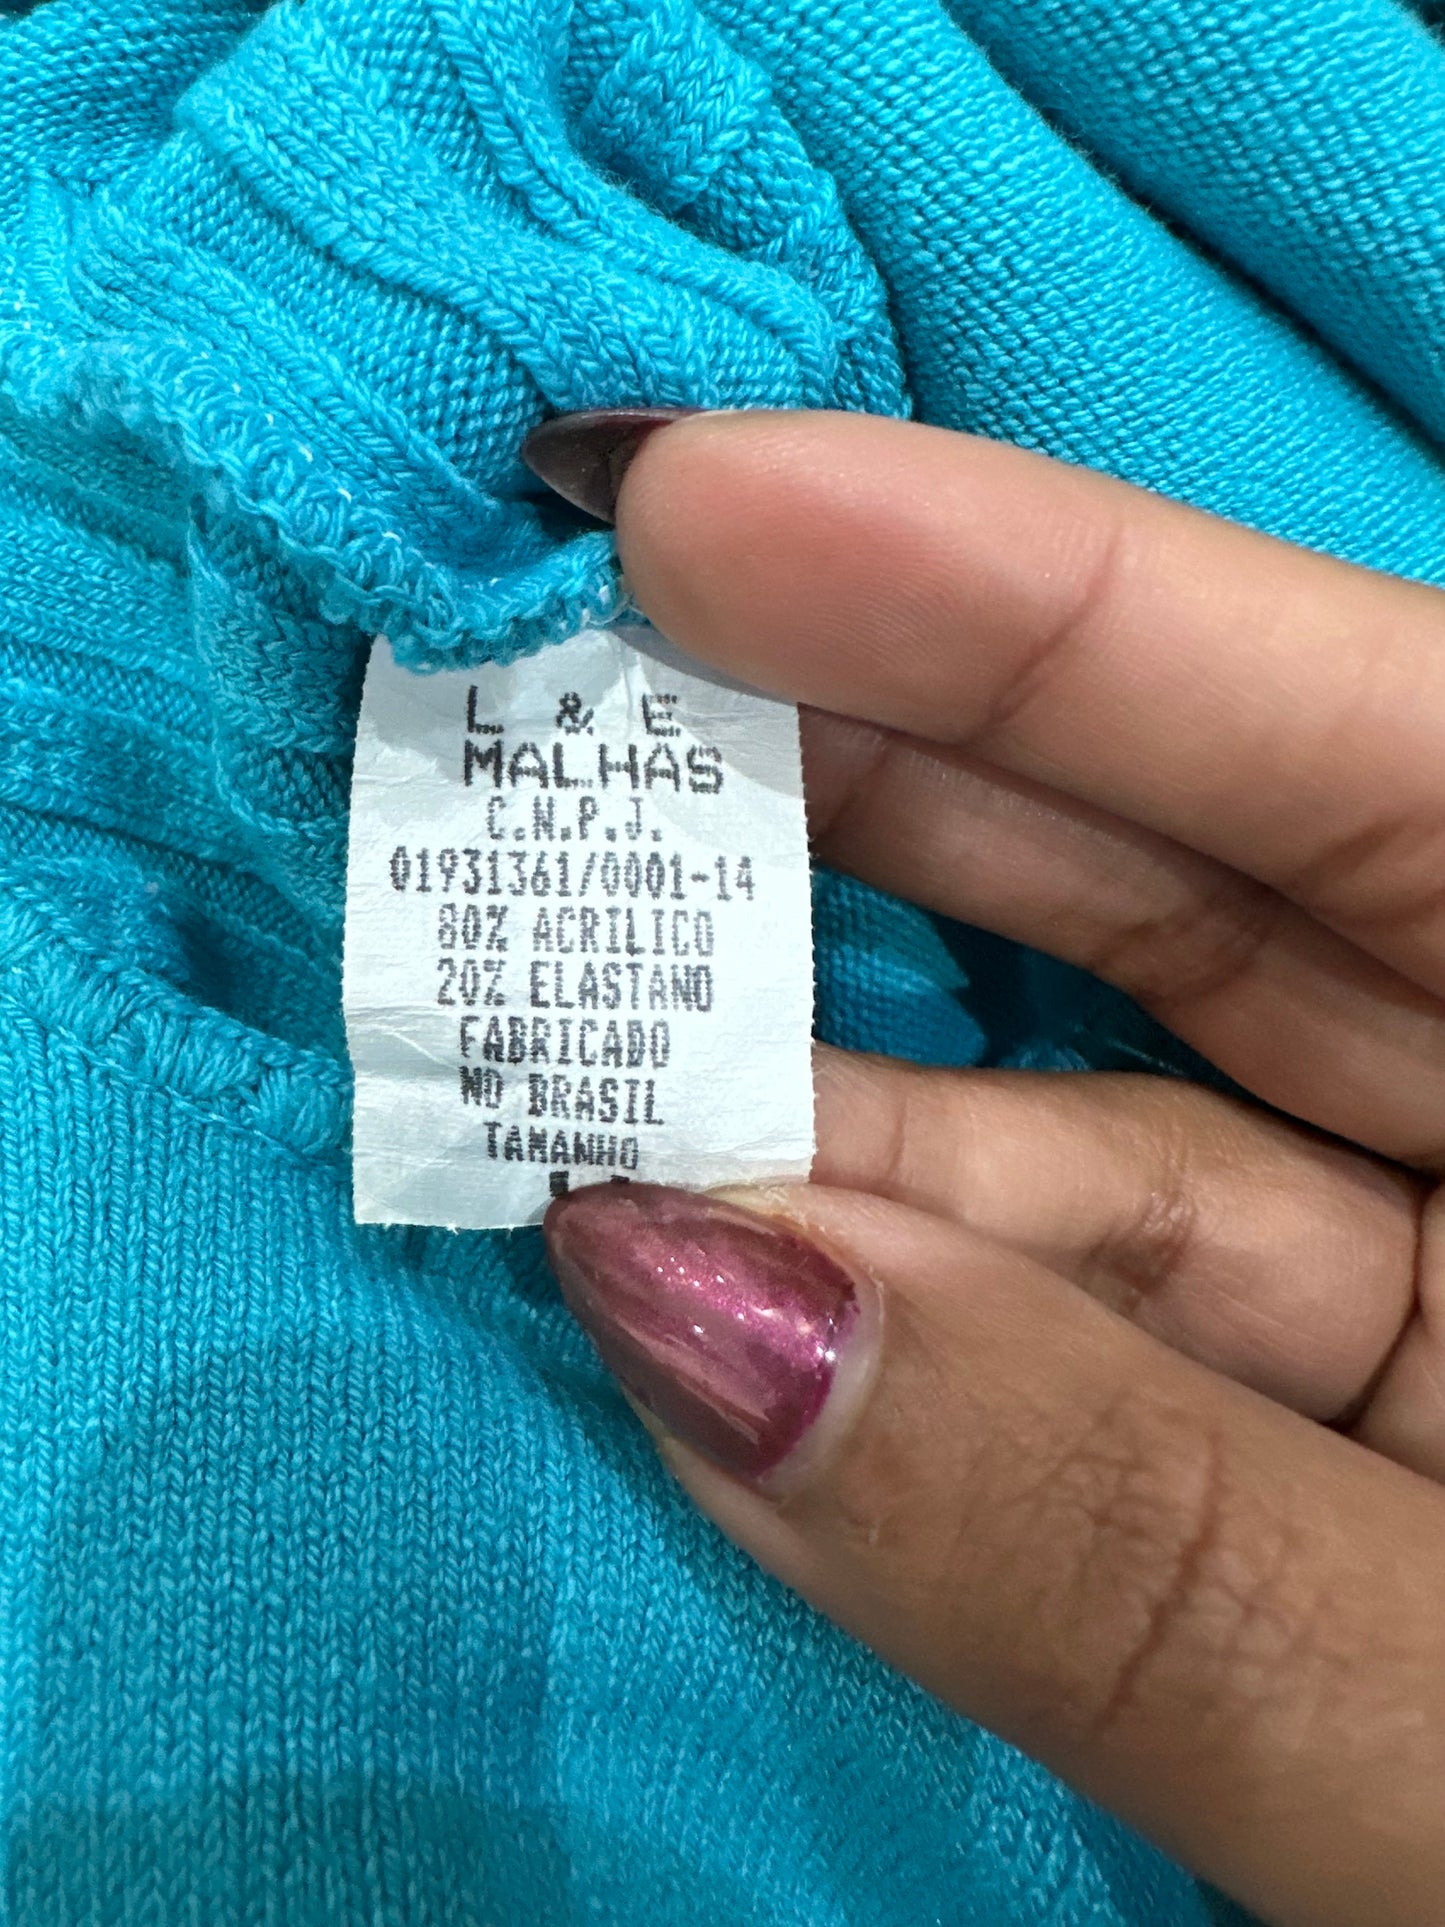 L & E
MALHAS
C.N.P.J.
01931361/0001-14
80% ACRILICO
20% ELASTANO
FABRICADO
NO BRASIL
TAMANHO